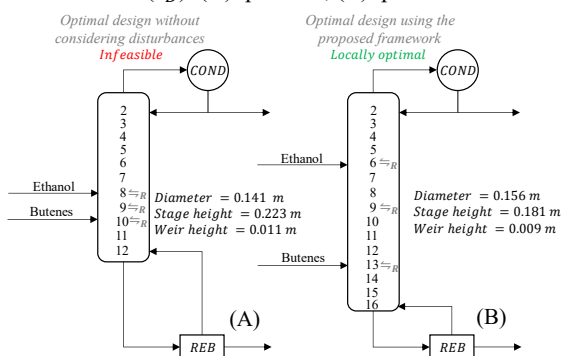 Optimal design without
considering disturbances
Infeasible
COND
2
3
4
5
6
7
8 ⇋R
9 ⇋R
10 ⇋R
11
12
Ethanol
Butenes
Diameter = 0.141 m
Stage height = 0.223 m
Weir height = 0.011 m
(A)
REB
Optimal design using the
proposed framework
Locally optimal
COND
2
3
4
5
6 ⇋R
7
8
9 ⇋R
10
11
12
13 ⇋R
14
15
16
Ethanol
Butenes
Diameter = 0.156 m
Stage height = 0.181 m
Weir height = 0.009 m
(B)
REB